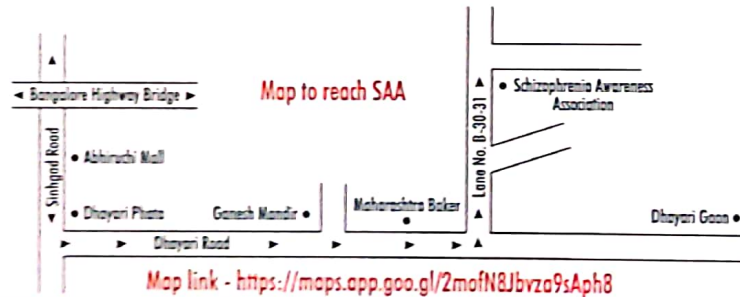 Map to reach SAA
Bangalore Highway Bridge
Sinhgad Road
Abhiruchi Mall
Dhayari Phata
Ganesh Mandir
Maharashtra Baker
Lane No. B-30-31
Schizophrenia Awareness
Association
Dhayari Gaon
Dhayari Road
Map link - https://maps.app.goo.gl/2mofN8Jbvza9sAph8